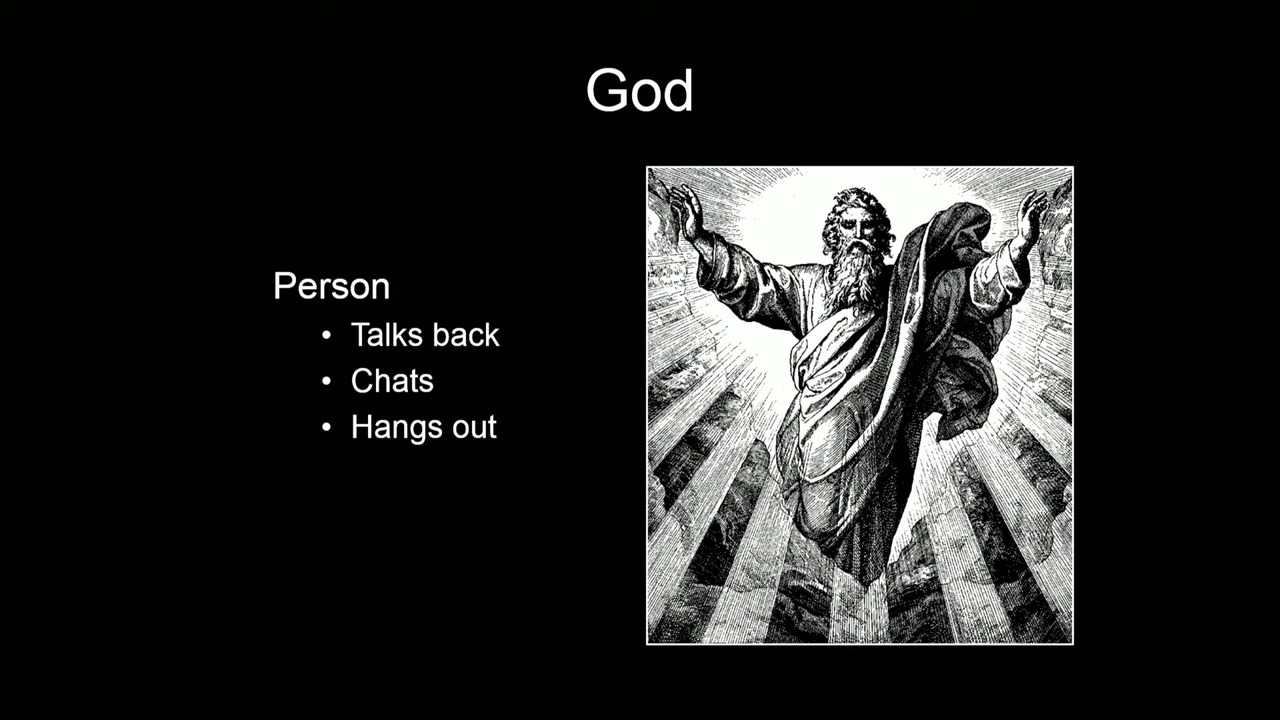 God
Person
• Talks back
• Chats
• Hangs out